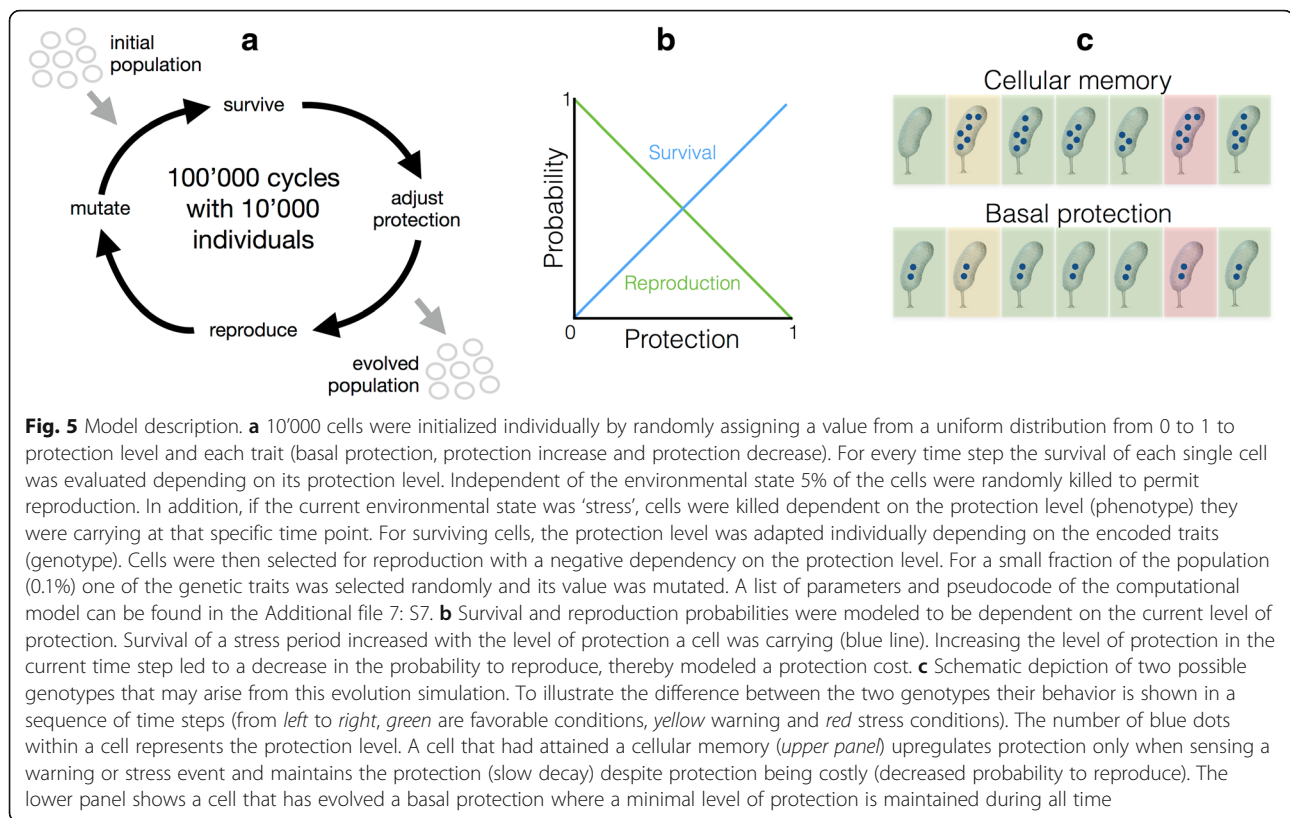 a
b
c
initial
population
survive
100'000 cycles
with 10'000
individuals
mutate
adjust
protection
reproduce
evolved
population
1
Probability
Survival
Reproduction
0
Protection
1
Cellular memory
Basal protection
Fig. 5 Model description. a 10'000 cells were initialized individually by randomly assigning a value from a uniform distribution from 0 to 1 to
protection level and each trait (basal protection, protection increase and protection decrease). For every time step the survival of each single cell
was evaluated depending on its protection level. Independent of the environmental state 5% of the cells were randomly killed to permit
reproduction. In addition, if the current environmental state was 'stress', cells were killed dependent on the protection level (phenotype) they
were carrying at that specific time point. For surviving cells, the protection level was adapted individually depending on the encoded traits
(genotype). Cells were then selected for reproduction with a negative dependency on the protection level. For a small fraction of the population
(0.1%) one of the genetic traits was selected randomly and its value was mutated. A list of parameters and pseudocode of the computational
model can be found in the Additional file 7: S7. b Survival and reproduction probabilities were modeled to be dependent on the current level of
protection. Survival of a stress period increased with the level of protection a cell was carrying (blue line). Increasing the level of protection in the
current time step led to a decrease in the probability to reproduce, thereby modeled a protection cost. c Schematic depiction of two possible
genotypes that may arise from this evolution simulation. To illustrate the difference between the two genotypes their behavior is shown in a
sequence of time steps (from left to right, green are favorable conditions, yellow warning and red stress conditions). The number of blue dots
within a cell represents the protection level. A cell that had attained a cellular memory (upper panel) upregulates protection only when sensing a
warning or stress event and maintains the protection (slow decay) despite protection being costly (decreased probability to reproduce). The
lower panel shows a cell that has evolved a basal protection where a minimal level of protection is maintained during all time